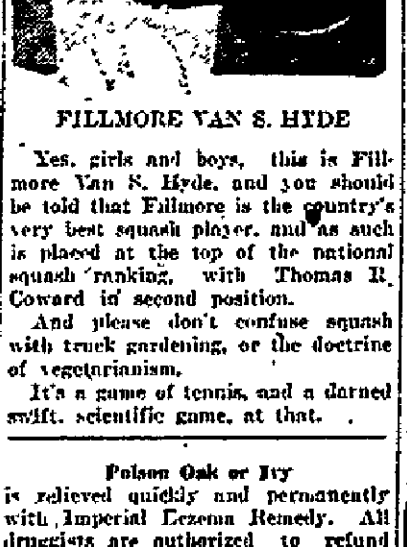 FILLMORE VAN S. HYDE
Yes, girls and boys, this is Fill-
more Van S. Hyde, and you should
be told that Fillmore is the country's
very best squash player, and as such
is placed at the top of the national
squash ranking, with Thomas R.
Coward in second position.
And please don't confuse squash
with truck gardening, or the doctrine
of vegetarianism.
It's a game of tennis, and a darned
swift, scientific game, at that.
Poison Oak or Ivy
is relieved quickly and permanently
with Imperial Eczema Remedy. All
druggists are authorized to refund